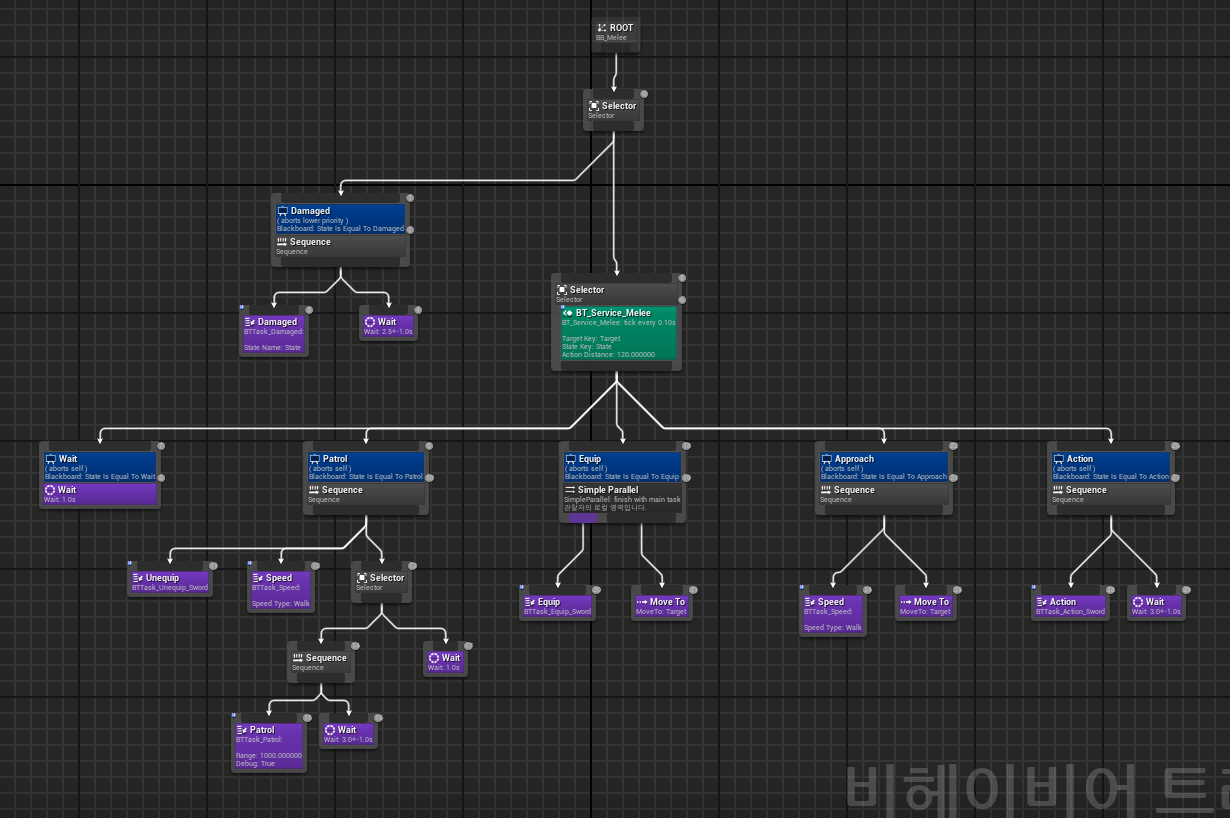 ROOT
BB_Melee
Selector
Selector
Damaged
( aborts lower priority )
Blackboard: State Is Equal To Damaged
Sequence
Sequence
Damaged
BTTask_Damaged:
State Name: State
Wait
Wait: 2.5+-1.0s
Selector
Selector
BT_Service_Melee
BT_Service_Melee: tick every 0.10s
Target Key: Target
State Key: State
Action Distance: 120.000000
Wait
( aborts self )
Blackboard: State Is Equal To Wait
Wait
Wait: 1.0s
Patrol
( aborts self )
Blackboard: State Is Equal To Patrol
Sequence
Sequence
Equip
( aborts self )
Blackboard: State Is Equal To Equip
Simple Parallel
SimpleParallel: finish with main task
관찰자의 로컬 영역입니다.
Approach
( aborts self )
Blackboard: State Is Equal To Approach
Sequence
Sequence
Action
( aborts self )
Blackboard: State Is Equal To Action
Sequence
Sequence
Unequip
BTTask_Unequip_Sword
Speed
BTTask_Speed:
Speed Type: Walk
Selector
Selector
Equip
BTTask_Equip_Sword
Move To
MoveTo: Target
Speed
BTTask_Speed:
Speed Type: Walk
Move To
MoveTo: Target
Action
BTTask_Action_Sword
Wait
Wait: 3.0+-1.0s
Sequence
Sequence
Wait
Wait: 1.0s
Patrol
BTTask_Patrol:
Range: 1000.000000
Debug: True
Wait
Wait: 3.0+-1.0s
비헤이비어